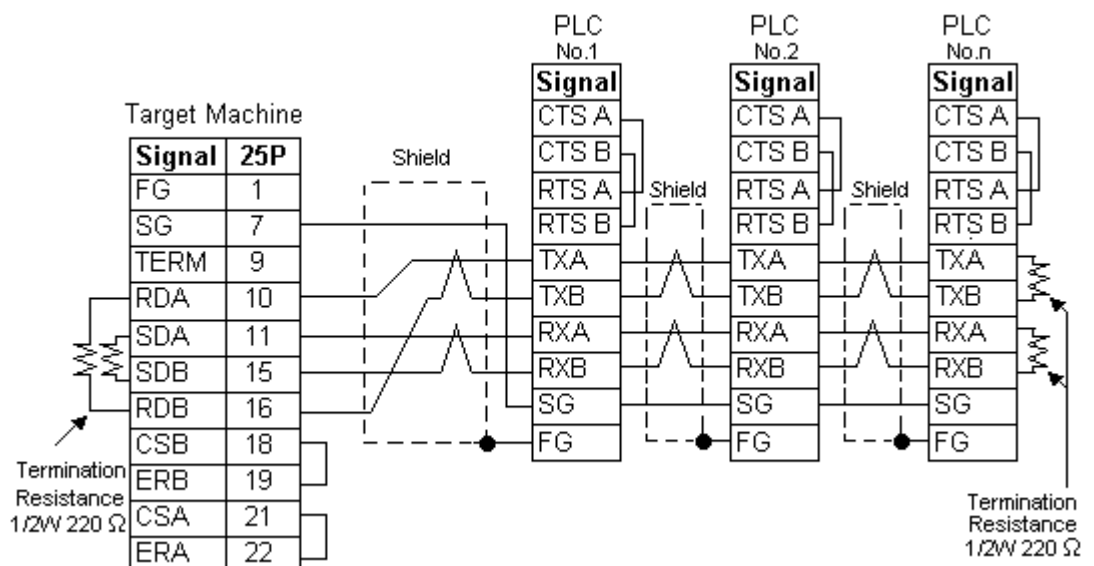 PLC
No.1
Signal
CTS A
CTS B
RTS A
RTS B
TXA
TXB
RXA
RXB
SG
FG
PLC
No.2
Signal
CTS A
CTS B
RTS A
RTS B
TXA
TXB
RXA
RXB
SG
FG
PLC
No.n
Signal
CTS A
CTS B
RTS A
RTS B
TXA
TXB
RXA
RXB
SG
FG
Target Machine
Signal 25P
FG 1
SG 7
TERM 9
RDA 10
SDA 11
SDB 15
RDB 16
CSB 18
ERB 19
CSA 21
ERA 22
Shield
Shield
Shield
Termination
Resistance
1/2W 220 Ω
Termination
Resistance
1/2W 220 Ω